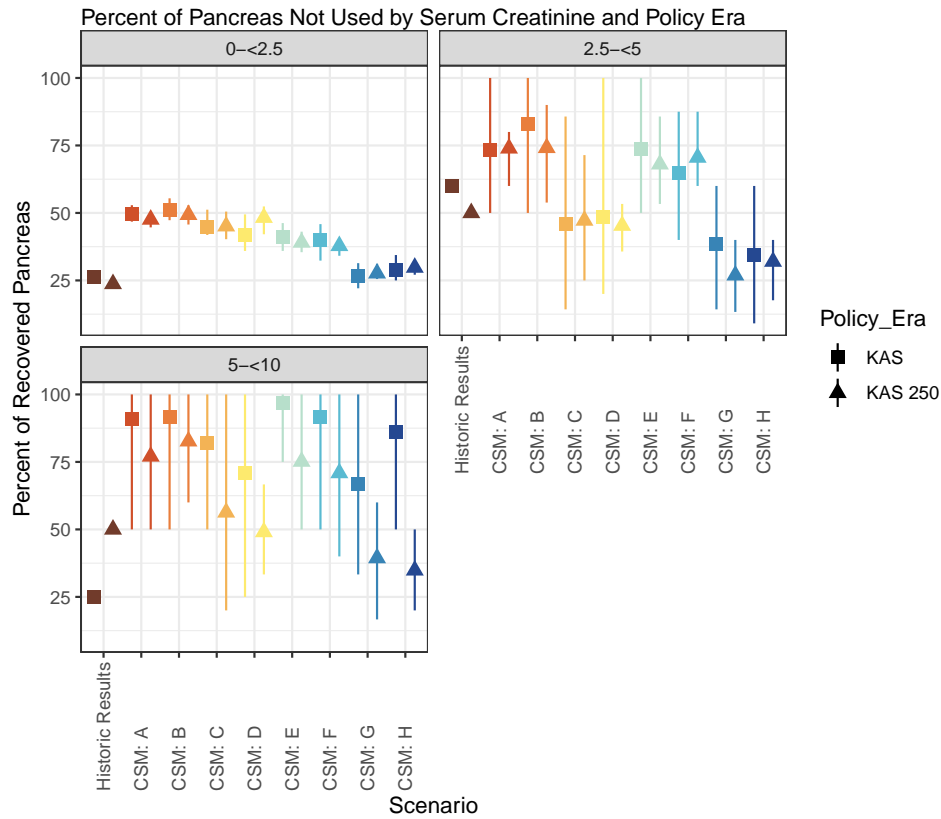 Percent of Pancreas Not Used by Serum Creatinine and Policy Era
0−<2.5
2.5−<5
100
75
50
25
5−<10
100
75
50
25
Percent of Recovered Pancreas
Historic Results
CSM: A
CSM: B
CSM: C
CSM: D
CSM: E
CSM: F
CSM: G
CSM: H
Historic Results
CSM: A
CSM: B
CSM: C
CSM: D
CSM: E
CSM: F
CSM: G
CSM: H
Scenario
Policy_Era
KAS
KAS 250